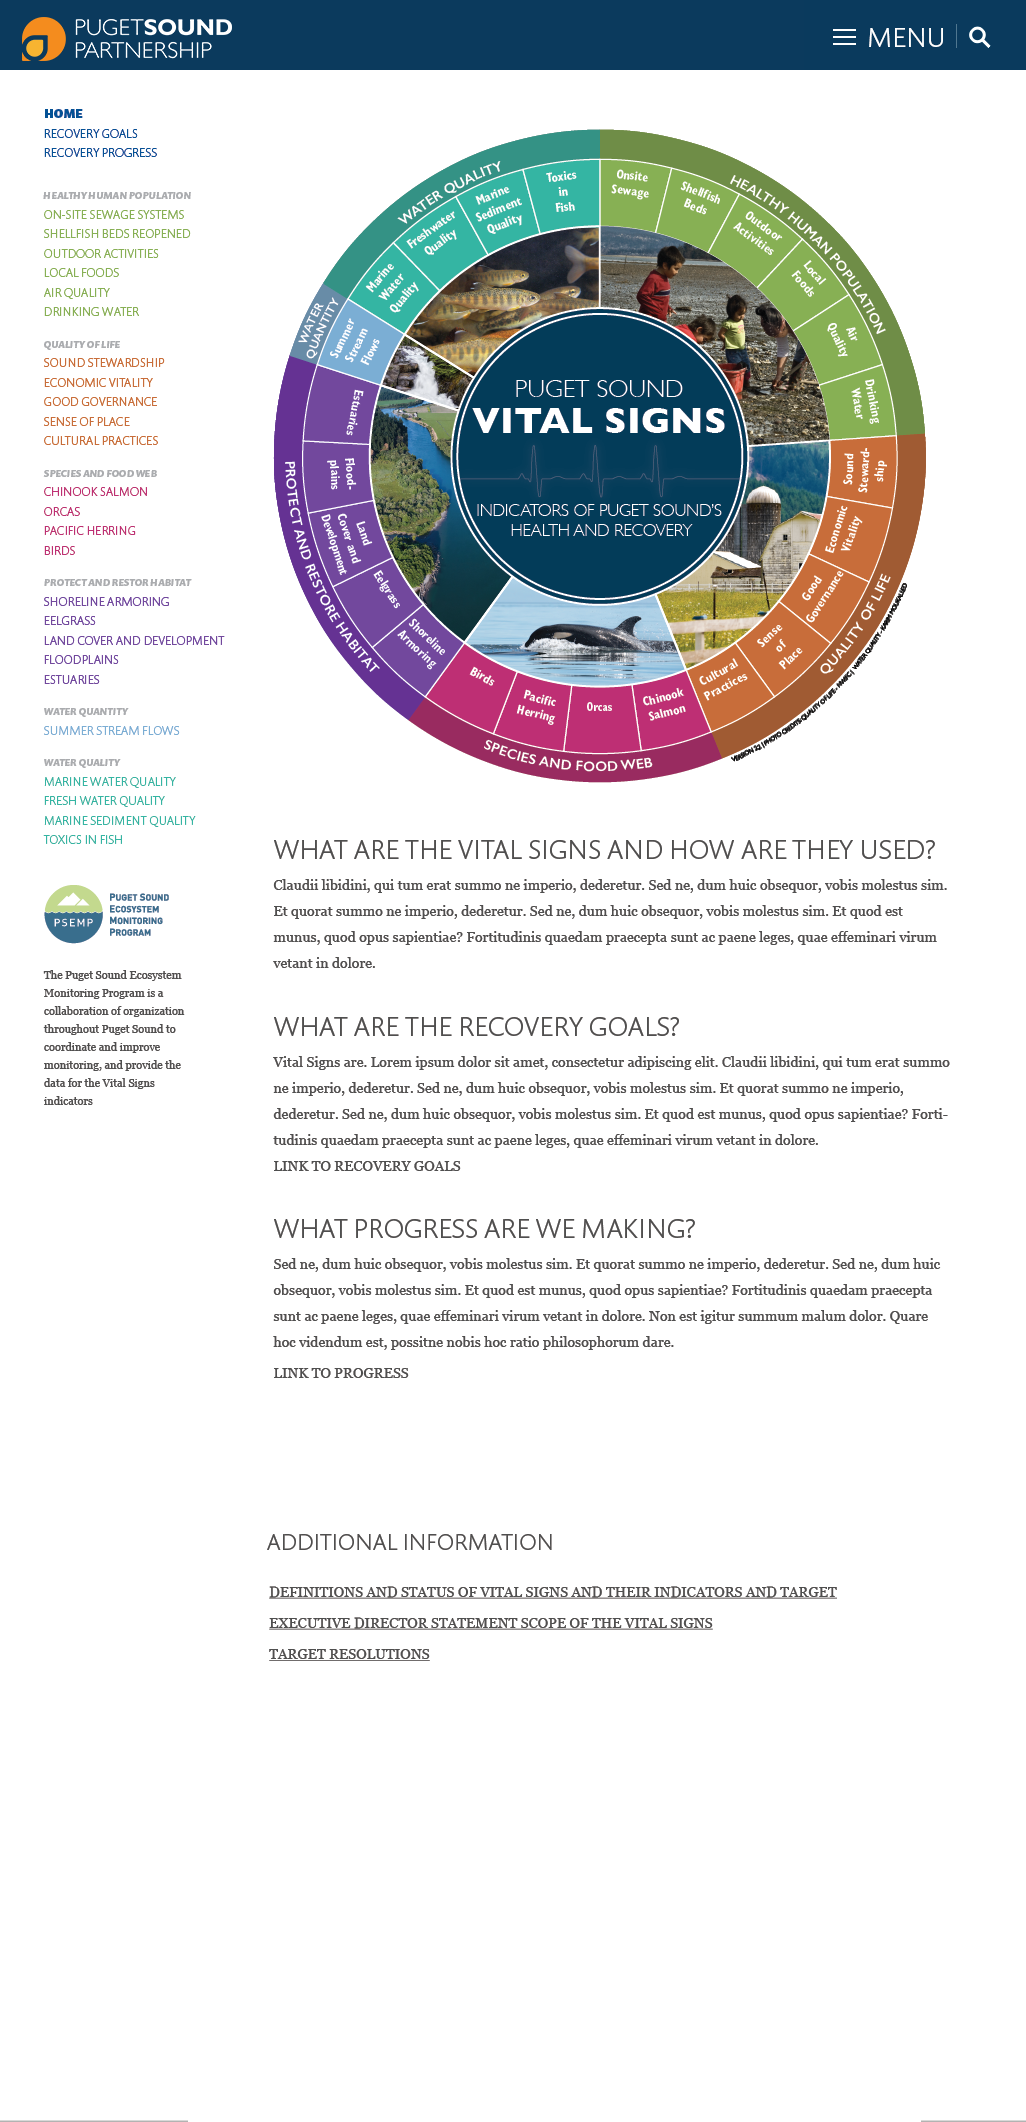 PUGETSOUND
PARTNERSHIP
MENU
HOME
RECOVERY GOALS
RECOVERY PROGRESS
HEALTHY HUMAN POPULATION
ON-SITE SEWAGE SYSTEMS
SHELLFISH BEDS REOPENED
OUTDOOR ACTIVITIES
LOCAL FOODS
AIR QUALITY
DRINKING WATER
QUALITY OF LIFE
SOUND STEWARDSHIP
ECONOMIC VITALITY
GOOD GOVERNANCE
SENSE OF PLACE
CULTURAL PRACTICES
SPECIES AND FOOD WEB
CHINOOK SALMON
ORCAS
PACIFIC HERRING
BIRDS
PROTECT AND RESTOR HABITAT
SHORELINE ARMORING
EELGRASS
LAND COVER AND DEVELOPMENT
FLOODPLAINS
ESTUARIES
WATER QUANTITY
SUMMER STREAM FLOWS
WATER QUALITY
MARINE WATER QUALITY
FRESH WATER QUALITY
MARINE SEDIMENT QUALITY
TOXICS IN FISH
PSEMP
PUGET SOUND
ECOSYSTEM
MONITORING
PROGRAM
The Puget Sound Ecosystem
Monitoring Program is a
collaboration of organization
throughout Puget Sound to
coordinate and improve
monitoring, and provide the
data for the Vital Signs
indicators
HEALTHY HUMAN POPULATION
Onsite
Sewage
Shellfish
Beds
Outdoor
Activities
Local
Foods
Air
Quality
Drinking
Water
QUALITY OF LIFE
Sound
Steward-
ship
Economic
Vitality
Good
Governance
Sense
of
Place
Cultural
Practices
SPECIES AND FOOD WEB
Chinook
Salmon
Orcas
Pacific
Herring
Birds
PROTECT AND RESTORE HABITAT
Shoreline
Armoring
Eelgrass
Land
Cover and
Development
Flood-
plains
Estuaries
WATER
QUANTITY
Summer
Stream
Flows
WATER QUALITY
Marine
Water
Quality
Freshwater
Quality
Marine
Sediment
Quality
Toxics
in
Fish
PUGET SOUND
VITAL SIGNS
INDICATORS OF PUGET SOUND'S
HEALTH AND RECOVERY
WHAT ARE THE VITAL SIGNS AND HOW ARE THEY USED?
Claudii libidini, qui tum erat summo ne imperio, dederetur. Sed ne, dum huic obsequor, vobis molestus sim.
Et quorat summo ne imperio, dederetur. Sed ne, dum huic obsequor, vobis molestus sim. Et quod est
munus, quod opus sapientiae? Fortitudinis quaedam praecepta sunt ac paene leges, quae effeminari virum
vetant in dolore.
WHAT ARE THE RECOVERY GOALS?
Vital Signs are. Lorem ipsum dolor sit amet, consectetur adipiscing elit. Claudii libidini, qui tum erat summo
ne imperio, dederetur. Sed ne, dum huic obsequor, vobis molestus sim. Et quorat summo ne imperio,
dederetur. Sed ne, dum huic obsequor, vobis molestus sim. Et quod est munus, quod opus sapientiae? Forti-
tudinis quaedam praecepta sunt ac paene leges, quae effeminari virum vetant in dolore.
LINK TO RECOVERY GOALS
WHAT PROGRESS ARE WE MAKING?
Sed ne, dum huic obsequor, vobis molestus sim. Et quorat summo ne imperio, dederetur. Sed ne, dum huic
obsequor, vobis molestus sim. Et quod est munus, quod opus sapientiae? Fortitudinis quaedam praecepta
sunt ac paene leges, quae effeminari virum vetant in dolore. Non est igitur summum malum dolor. Quare
hoc videndum est, possitne nobis hoc ratio philosophorum dare.
LINK TO PROGRESS
ADDITIONAL INFORMATION
DEFINITIONS AND STATUS OF VITAL SIGNS AND THEIR INDICATORS AND TARGET
EXECUTIVE DIRECTOR STATEMENT SCOPE OF THE VITAL SIGNS
TARGET RESOLUTIONS